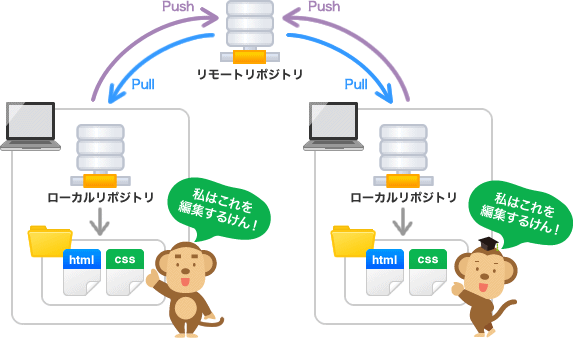 Push
Push
リモートリポジトリ
Pull
Pull
ローカルリポジトリ
私はこれを
編集するけん！
html
css
ローカルリポジトリ
私はこれを
編集するけん！
html
css